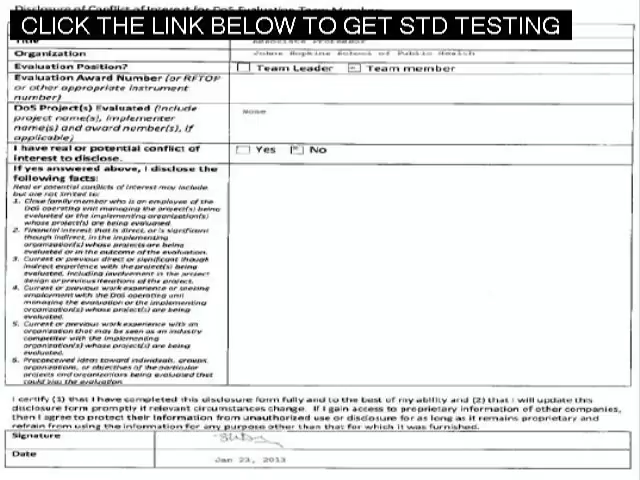 Disclosure of Conflict of Interest for DoS Evaluation Team Members
CLICK THE LINK BELOW TO GET STD TESTING
Title
Associate Professor
Organization
Johns Hopkins School of Public Health
Evaluation Position?
Team Leader
Team member
Evaluation Award Number (or RFTOP
or other appropriate instrument
number)
DoS Project(s) Evaluated (Include
project name(s), implementer
name(s) and award number(s), if
applicable)
None
I have real or potential conflict of
interest to disclose.
Yes
No
If yes answered above, I disclose the
following facts:
Real or potential conflicts of interest may include,
but are not limited to:
1. Close family member who is an employee of the
DoS operating unit managing the project(s) being
evaluated or the implementing organization(s)
whose project(s) are being evaluated.
2. Financial interest that is direct, or is significant
though indirect, in the implementing
organization(s) whose projects are being
evaluated or in the outcome of the evaluation.
3. Current or previous direct or significant though
indirect experience with the project(s) being
evaluated, including involvement in the project
design or previous iterations of the project.
4. Current or previous work experience or seeking
employment with the DoS operating unit
managing the evaluation or the implementing
organization(s) whose project(s) are being
evaluated.
5. Current or previous work experience with an
organization that may be seen as an industry
competitor with the implementing
organization(s) whose project(s) are being
evaluated.
6. Preconceived ideas toward individuals, groups,
organizations, or objectives of the particular
projects and organizations being evaluated that
could bias the evaluation.
I certify (1) that I have completed this disclosure form fully and to the best of my ability and (2) that I will update this
disclosure form promptly if relevant circumstances change. If I gain access to proprietary information of other companies,
then I agree to protect their information from unauthorized use or disclosure for as long as it remains proprietary and
refrain from using the information for any purpose other than that for which it was furnished.
Signature
Date
Jan 23, 2013